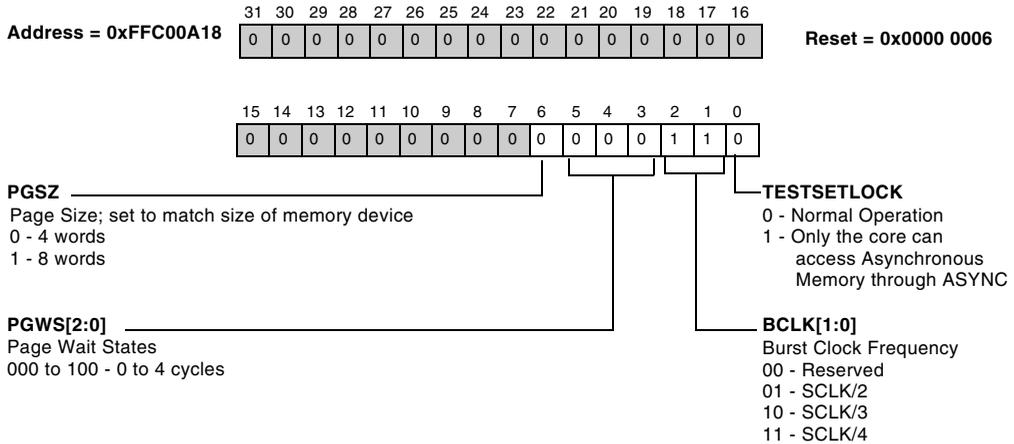 31 30 29 28 27 26 25 24 23 22 21 20 19 18 17 16
Address = 0xFFC00A18
0 0 0 0 0 0 0 0 0 0 0 0 0 0 0 0
Reset = 0x0000 0006
15 14 13 12 11 10 9 8 7 6 5 4 3 2 1 0
0 0 0 0 0 0 0 0 0 0 0 0 0 1 1 0
PGSZ
Page Size; set to match size of memory device
0 - 4 words
1 - 8 words
TESTSETLOCK
0 - Normal Operation
1 - Only the core can
access Asynchronous
Memory through ASYNC
PGWS[2:0]
Page Wait States
000 to 100 - 0 to 4 cycles
BCLK[1:0]
Burst Clock Frequency
00 - Reserved
01 - SCLK/2
10 - SCLK/3
11 - SCLK/4